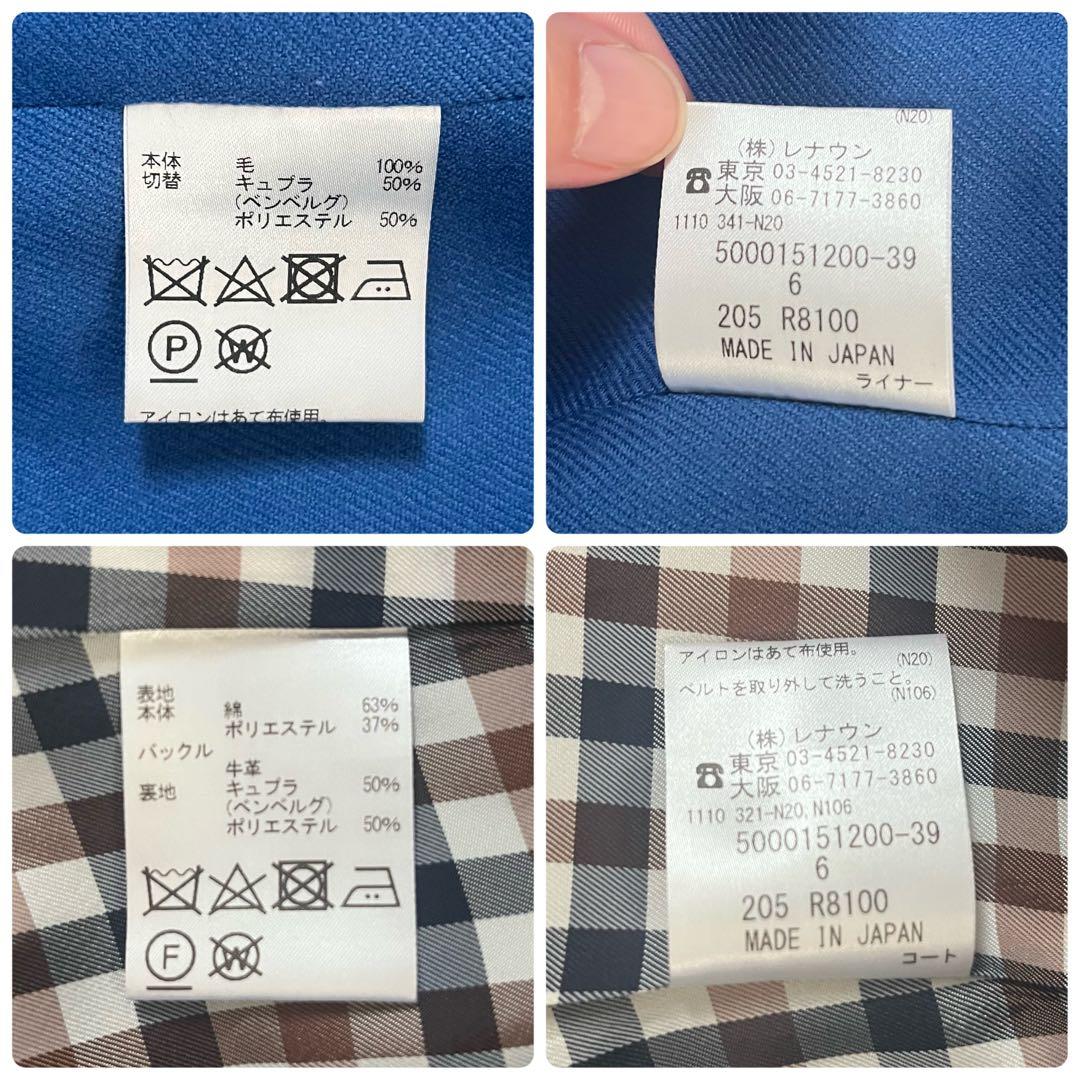 本体 毛 100%
切替 キュプラ 50%
(ベンベルグ)
ポリエステル 50%
P
W
アイロンはあて布使用。
(N20)
(株)レナウン
☎東京 03-4521-8230
大阪 06-7177-3860
1110 341-N20
5000151200-39
6
205 R8100
MADE IN JAPAN
ライナー
表地
本体 綿 63%
ポリエステル 37%
バックル
牛革
裏地 キュプラ 50%
(ベンベルグ)
ポリエステル 50%
F
W
アイロンはあて布使用。
(N20)
ベルトを取り外して洗うこと。
(N106)
(株)レナウン
☎東京 03-4521-8230
大阪 06-7177-3860
1110 321-N20,N106
5000151200-39
6
205 R8100
MADE IN JAPAN
コート